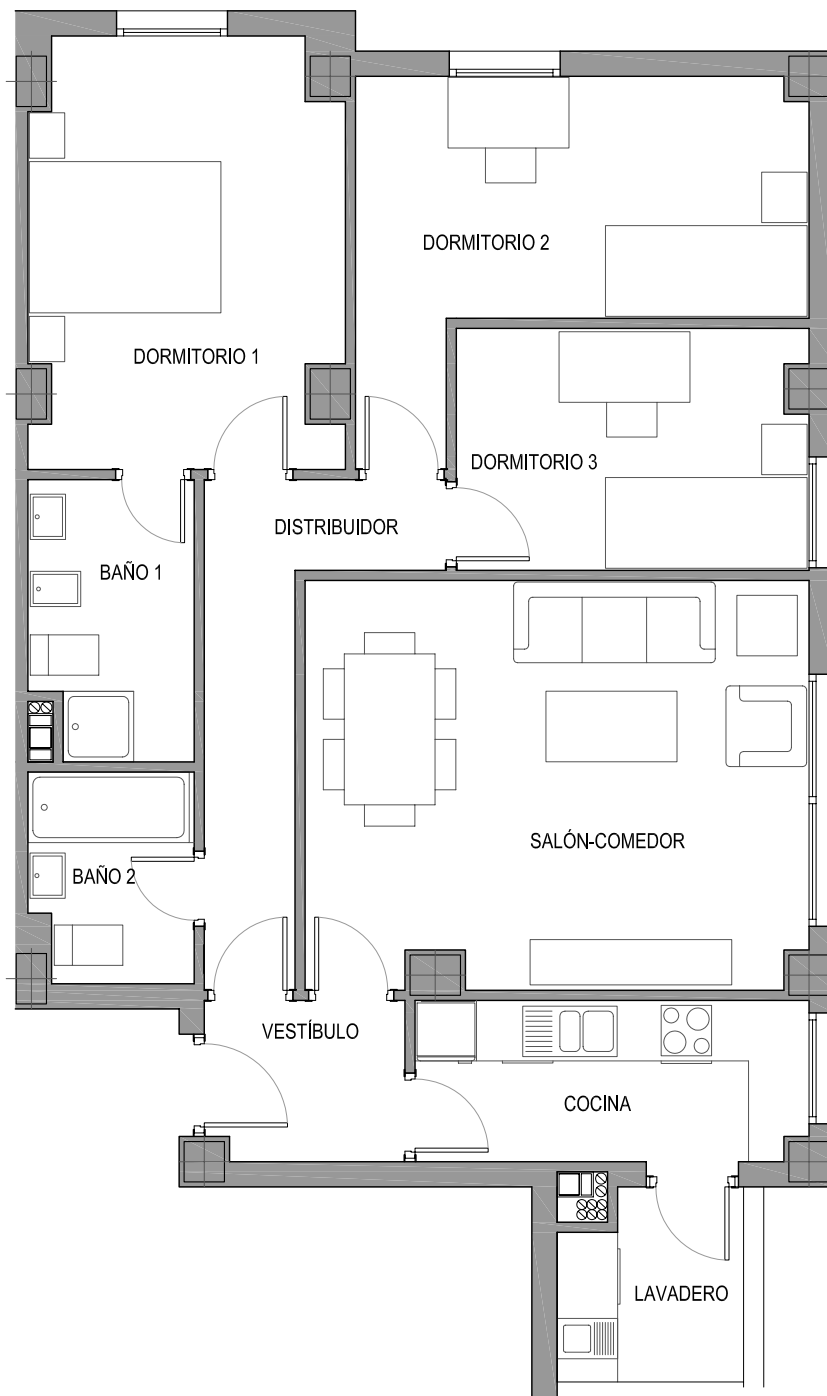 DORMITORIO 2
DORMITORIO 1
DORMITORIO 3
DISTRIBUIDOR
BAÑO 1
SALÓN-COMEDOR
BAÑO 2
VESTÍBULO
COCINA
LAVADERO